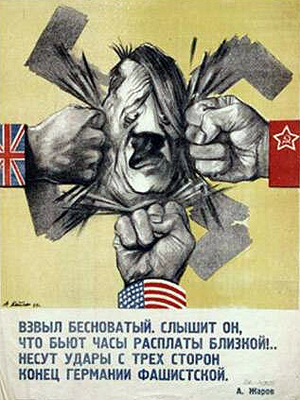 ВЗВЫЛ БЕСНОВАТЫЙ. СЛЫШИТ ОН,
ЧТО БЬЮТ ЧАСЫ РАСПЛАТЫ БЛИЗКОЙ!..
НЕСУТ УДАРЫ С ТРЕХ СТОРОН
КОНЕЦ ГЕРМАНИИ ФАШИСТСКОЙ.
А. Жаров